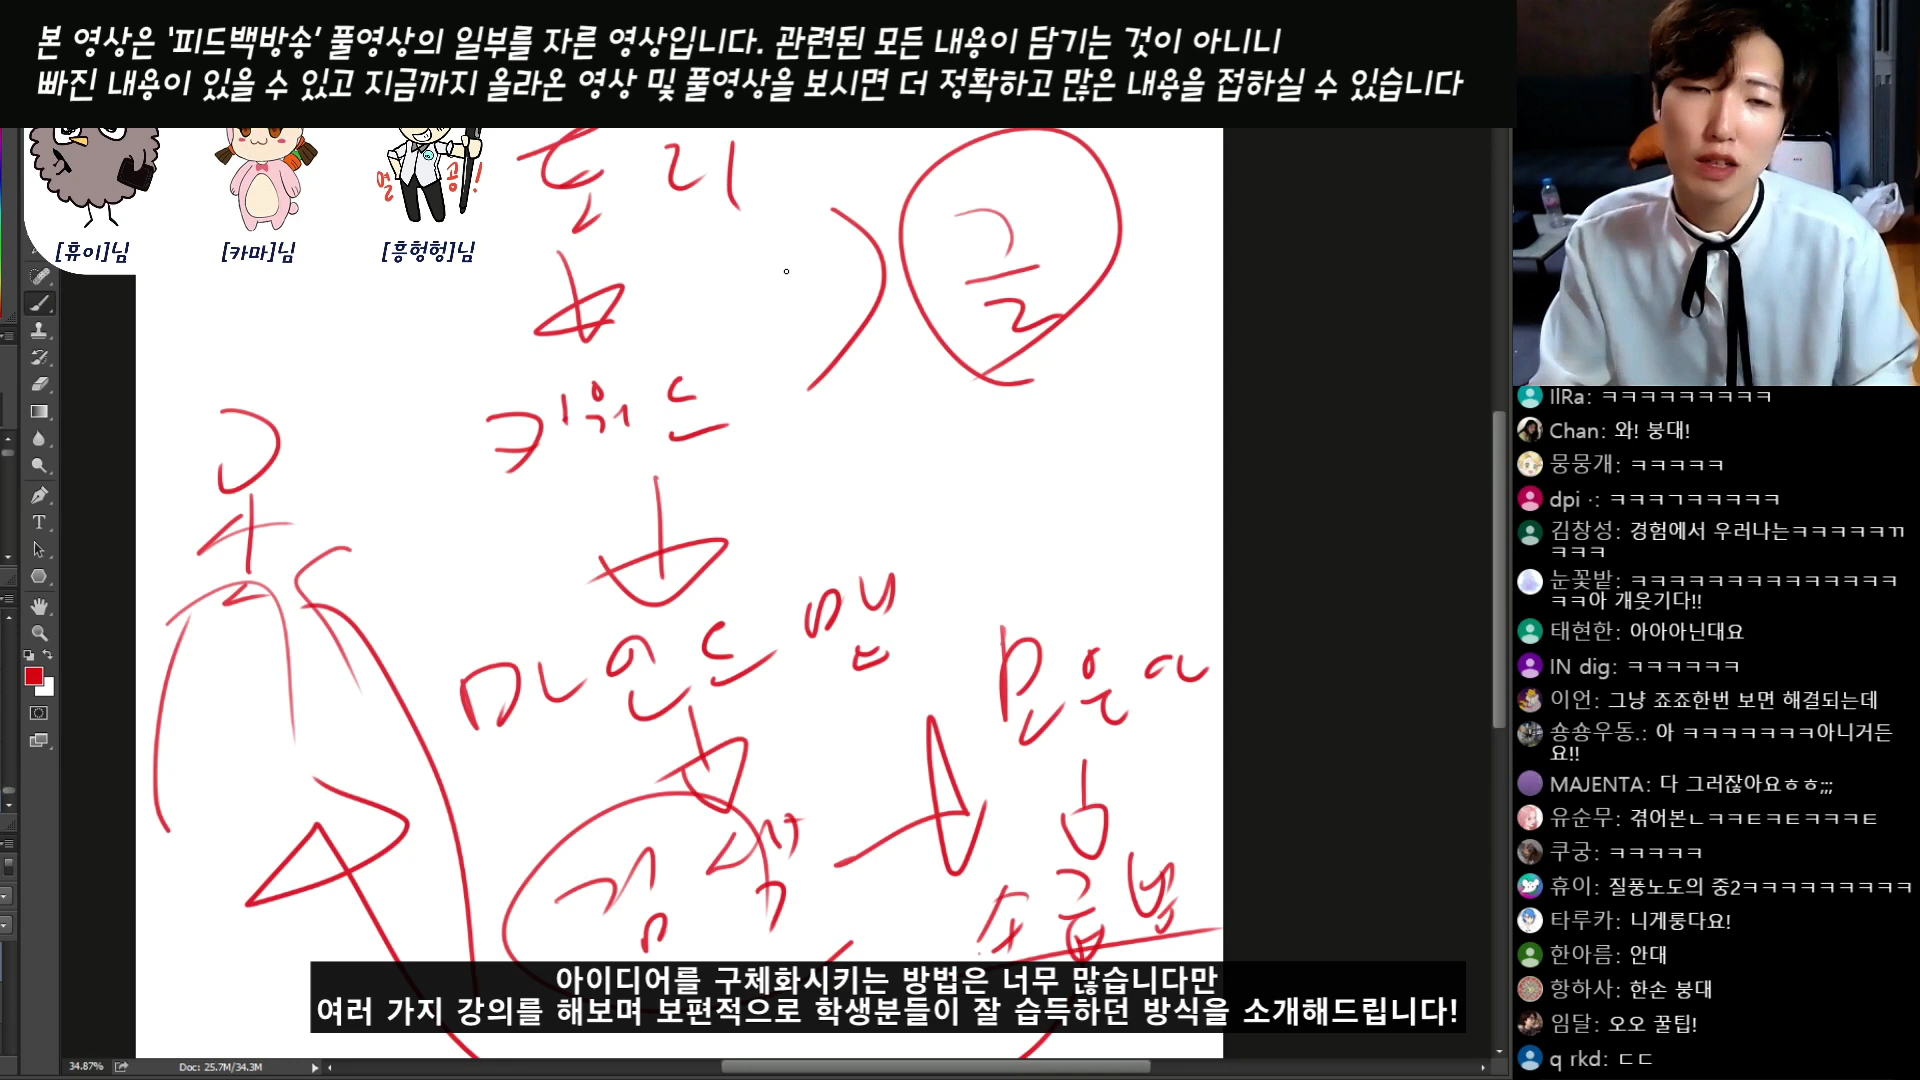 본 영상은 '피드백방송' 풀영상의 일부를 자른 영상입니다. 관련된 모든 내용이 담기는 것이 아니니
빠진 내용이 있을 수 있고 지금까지 올라온 영상 및 풀영상을 보시면 더 정확하고 많은 내용을 접하실 수 있습니다
열공!
[휴이]님
[카마]님
[흥헝헝]님
글
키워드
마인드 맵
검색
아이디어를 구체화시키는 방법은 너무 많습니다만
여러 가지 강의를 해보며 보편적으로 학생분들이 잘 습득하던 방식을 소개해드립니다!
34.87%
Doc: 25.7M/34.3M
llRa: ㅋㅋㅋㅋㅋㅋㅋㅋㅋ
Chan: 와! 붕대!
뭉뭉개: ㅋㅋㅋㅋㅋ
dpi ·: ㅋㅋㅋㄱㅋㅋㅋㅋㅋ
김창성: 경험에서 우러나는ㅋㅋㅋㅋㅋㄲ
ㅋㅋㅋ
눈꽃밭: ㅋㅋㅋㅋㅋㅋㅋㅋㅋㅋㅋㅋㅋㅋ
ㅋㅋ아 개웃기다!!
태현한: 아아아닌대요
IN dig: ㅋㅋㅋㅋㅋㅋ
이언: 그냥 죠죠한번 보면 해결되는데
숑숑우동.: 아 ㅋㅋㅋㅋㅋㅋㅋ아니거든
요!!
MAJENTA: 다 그러잖아요ㅎㅎ;;;
유순무: 겪어본ㄴㅋㅋㅌㅋㅌㅋㅋㅋㅌ
쿠궁: ㅋㅋㅋㅋㅋ
휴이: 질풍노도의 중2ㅋㅋㅋㅋㅋㅋㅋㅋㅋ
타루카: 니게룽다요!
한아름: 안대
항하사: 한손 붕대
임달: 오오 꿀팁!
q rkd: ㄷㄷ